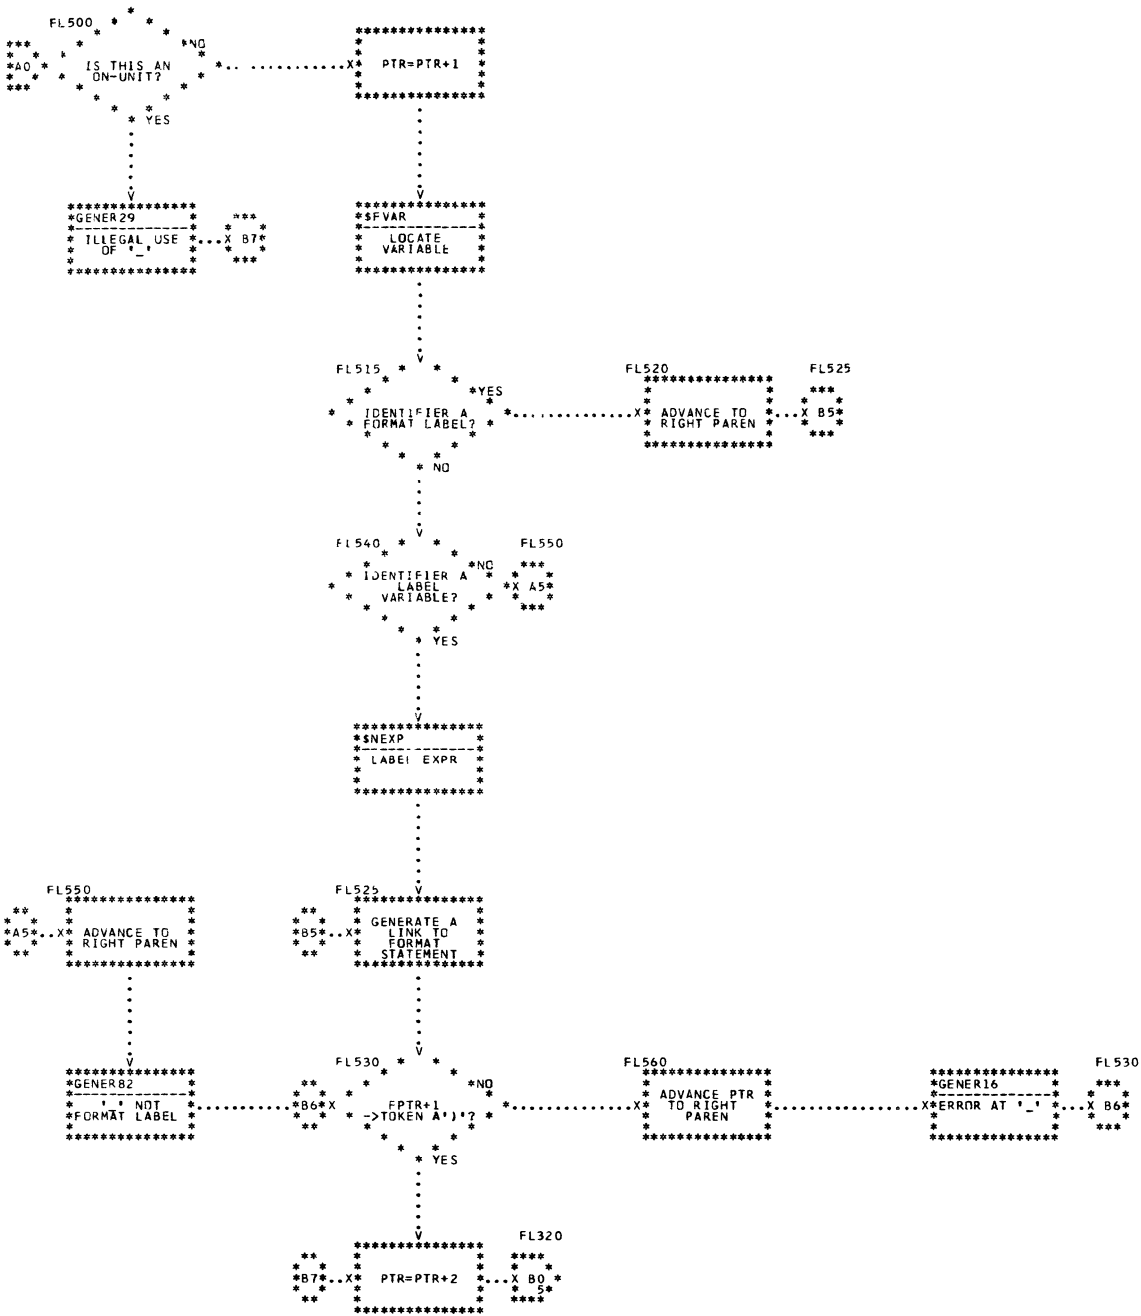 FL500
NO
A0
IS THIS AN
ON-UNIT?
PTR=PTR+1
YES
GENER29
ILLEGAL USE
OF '_'
B7
$FVAR
LOCATE
VARIABLE
FL515
YES
IDENTIFIER A
FORMAT LABEL?
NO
FL520
ADVANCE TO
RIGHT PAREN
FL525
B5
FL540
NO
IDENTIFIER A
LABEL
VARIABLE?
YES
FL550
A5
$NEXP
LABEL EXPR
FL550
A5
ADVANCE TO
RIGHT PAREN
FL525
B5
GENERATE A
LINK TO
FORMAT
STATEMENT
GENER82
'_' NOT
FORMAT LABEL
FL530
B6
NO
FPTR+1
->TOKEN A')'?
YES
FL560
ADVANCE PTR
TO RIGHT
PAREN
GENER16
ERROR AT '_'
FL530
B6
B7
PTR=PTR+2
FL320
B0
5